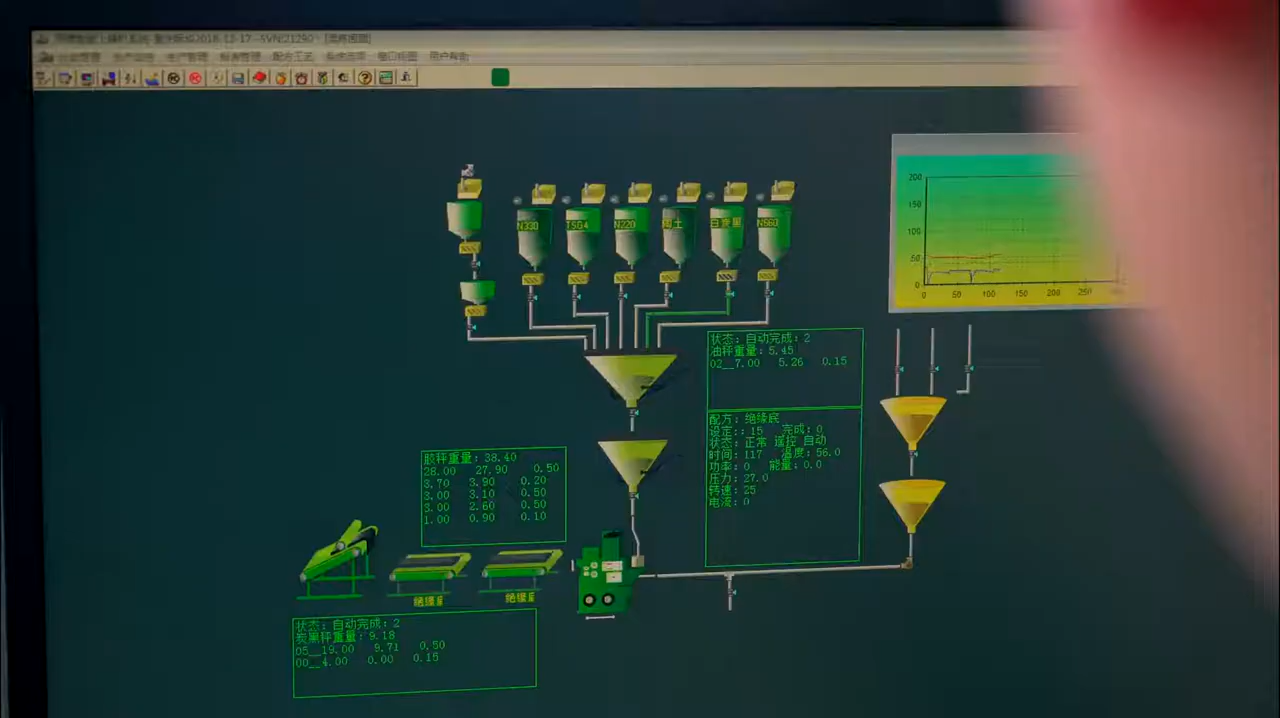 N330 TSG4 N220 陶土 白炭黑 N660
200
150
100
50
0
0 50 100 150 200 250
状态: 自动完成: 2
油秤重量: 5.45
02__7.00 5.26 0.15
配方: 绝缘底
设定:: 15 完成: 0
状态: 正常 遥控 自动
时间: 117 温度: 56.0
功率: 0 能量: 0.0
压力: 27.0
转速: 25
电流: 0
胶秤重量: 38.40
28.00 27.90 0.50
3.70 3.90 0.20
3.00 3.10 0.50
3.00 2.60 0.50
1.00 0.90 0.10
绝缘底 绝缘底
状态: 自动完成: 2
炭黑秤重量: 9.18
05__19.00 9.71 0.50
00__4.00 0.00 0.15